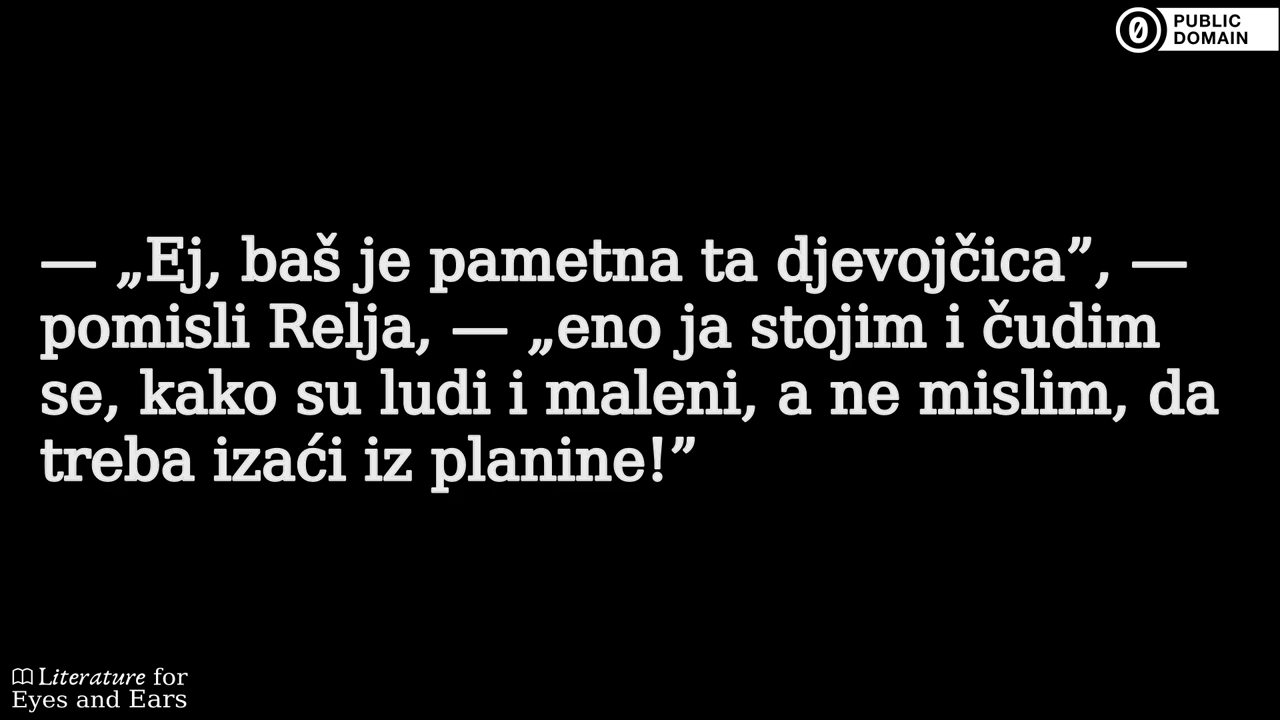 PUBLIC
DOMAIN
— „Ej, baš je pametna ta djevojčica”, —
pomisli Relja, — „eno ja stojim i čudim
se, kako su ludi i maleni, a ne mislim, da
treba izaći iz planine!”
Literature for
Eyes and Ears